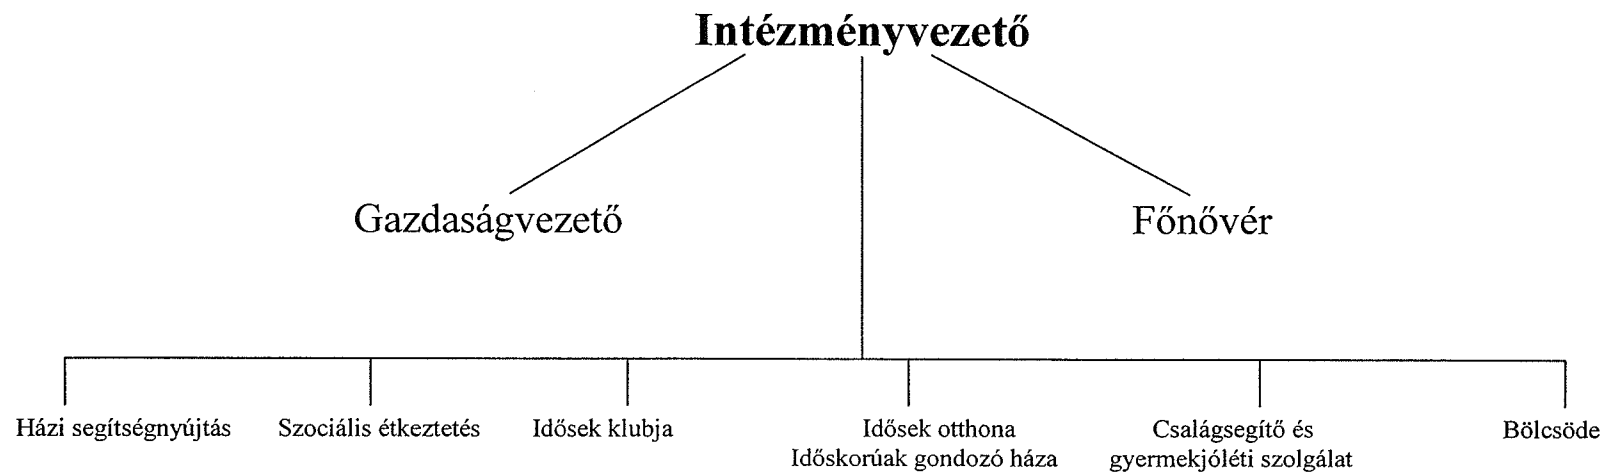 Intézményvezető
Gazdaságvezető
Főnővér
Házi segítségnyújtás
Szociális étkeztetés
Idősek klubja
Idősek otthona
Időskorúak gondozó háza
Csalágsegítő és
gyermekjóléti szolgálat
Bölcsöde